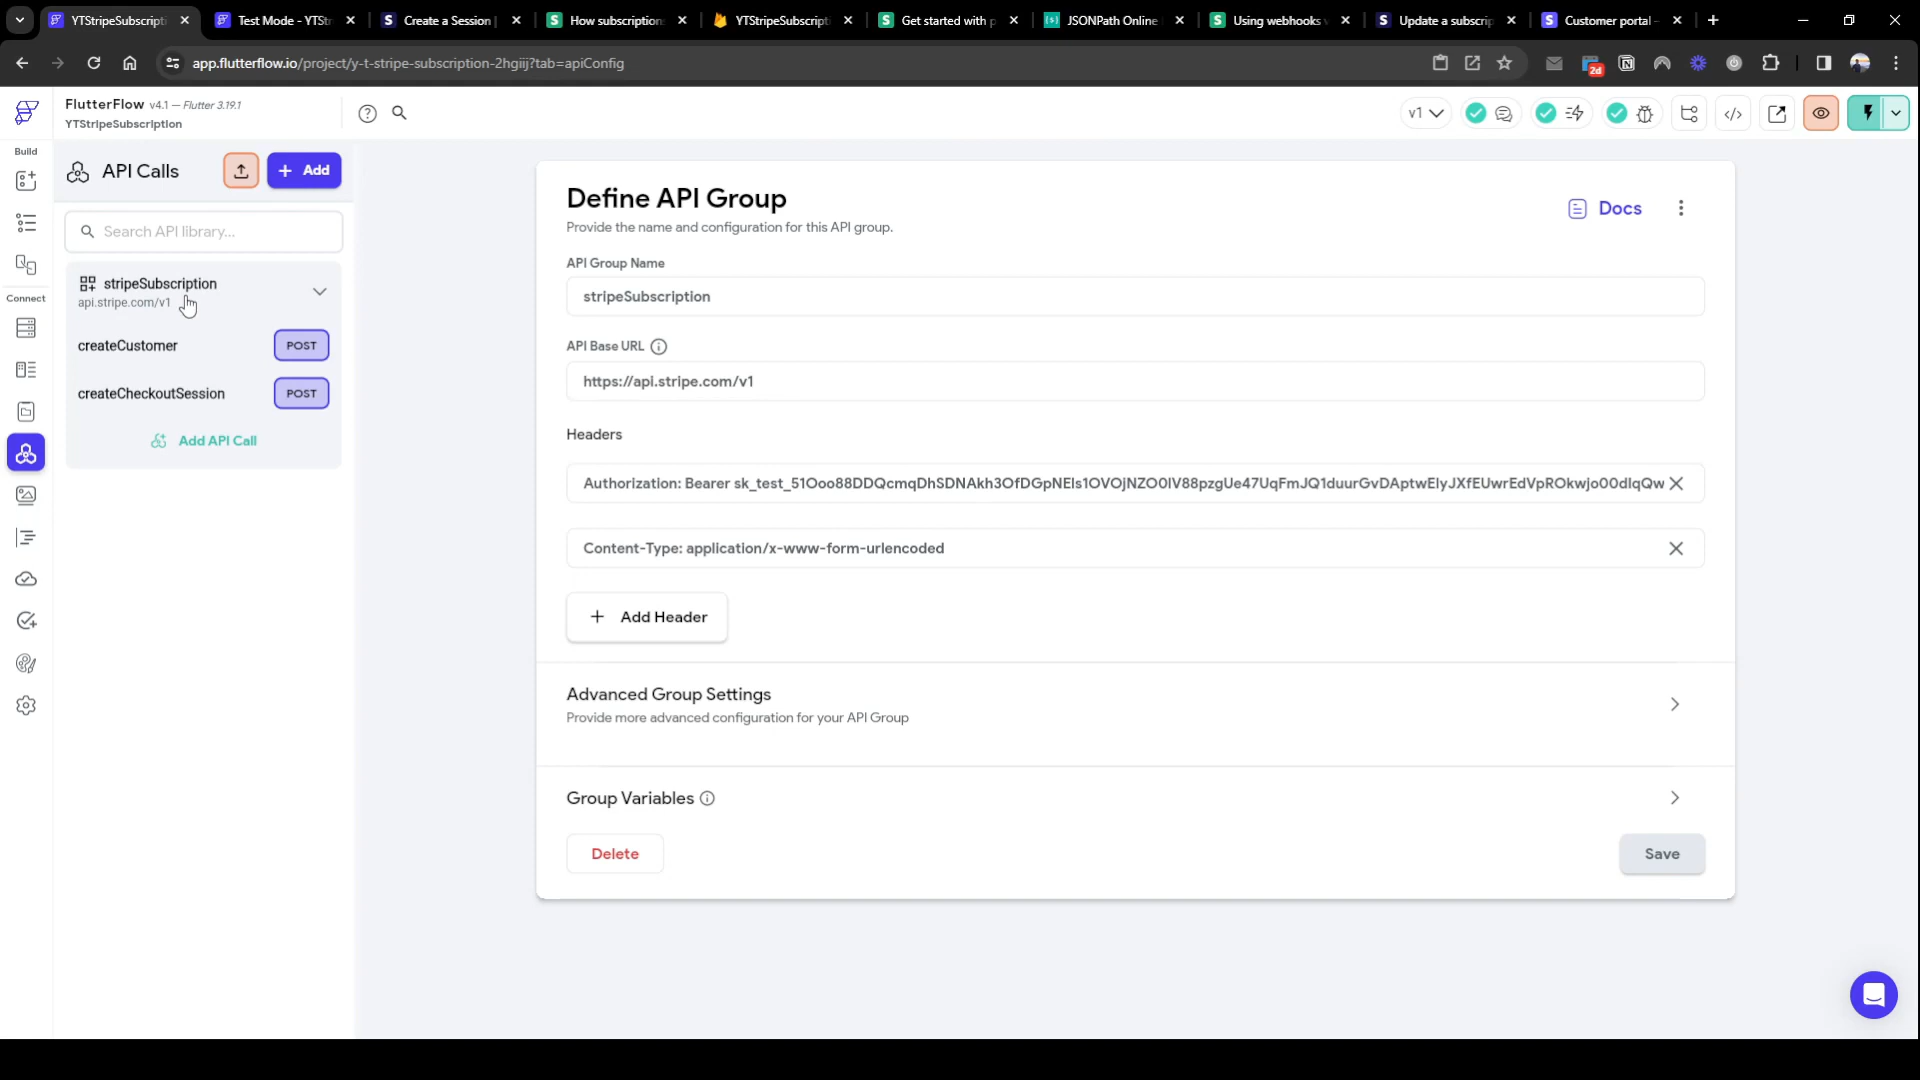 YTStripeSubscripti
Test Mode - YTStr
Create a Session |
How subscription
YTStripeSubscripti
Get started with p
JSONPath Online
Using webhooks w
Update a subscrip
Customer portal -
app.flutterflow.io/project/y-t-stripe-subscription-2hgiij?tab=apiConfig
2d
FlutterFlow v4.1 — Flutter 3.19.1
YTStripeSubscription
v1
Build
Connect
API Calls
+ Add
Search API library...
stripeSubscription
api.stripe.com/v1
createCustomer POST
createCheckoutSession POST
Add API Call
Define API Group
Provide the name and configuration for this API group.
Docs
API Group Name
stripeSubscription
API Base URL
https://api.stripe.com/v1
Headers
Authorization: Bearer sk_test_51Ooo88DDQcmqDhSDNAkh3OfDGpNEls1OVOjNZO0lV88pzgUe47UqFmJQ1duurGvDAptwElyJXfEUwrEdVpROkwjo00dlqQw
Content-Type: application/x-www-form-urlencoded
+ Add Header
Advanced Group Settings
Provide more advanced configuration for your API Group
Group Variables
Delete
Save